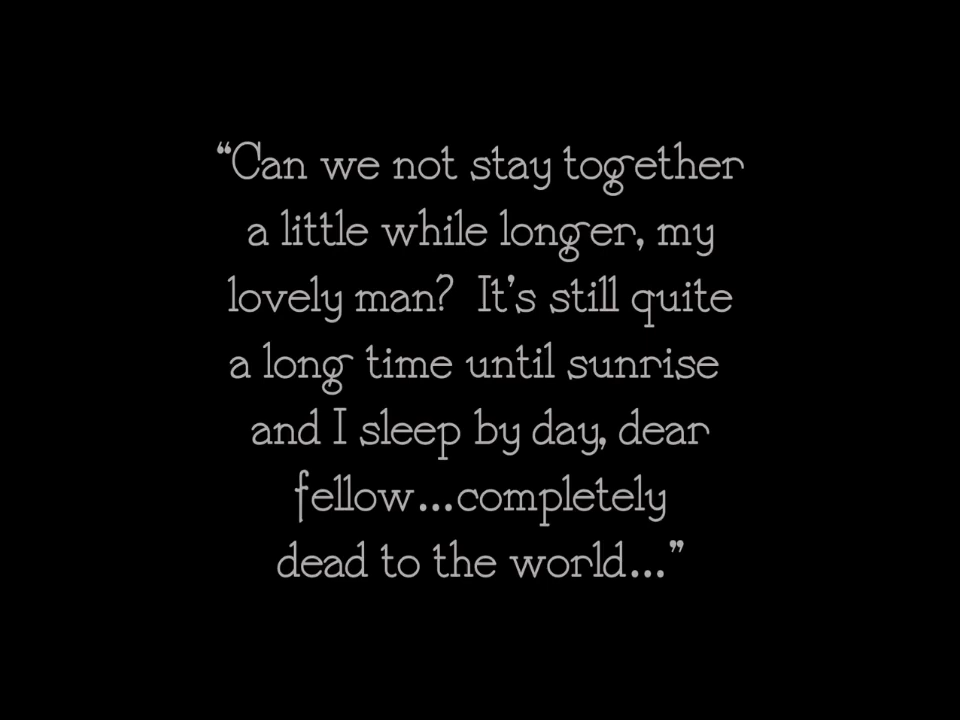 “Can we not stay together
a little while longer, my
lovely man? It’s still quite
a long time until sunrise
and I sleep by day, dear
fellow...completely
dead to the world...”